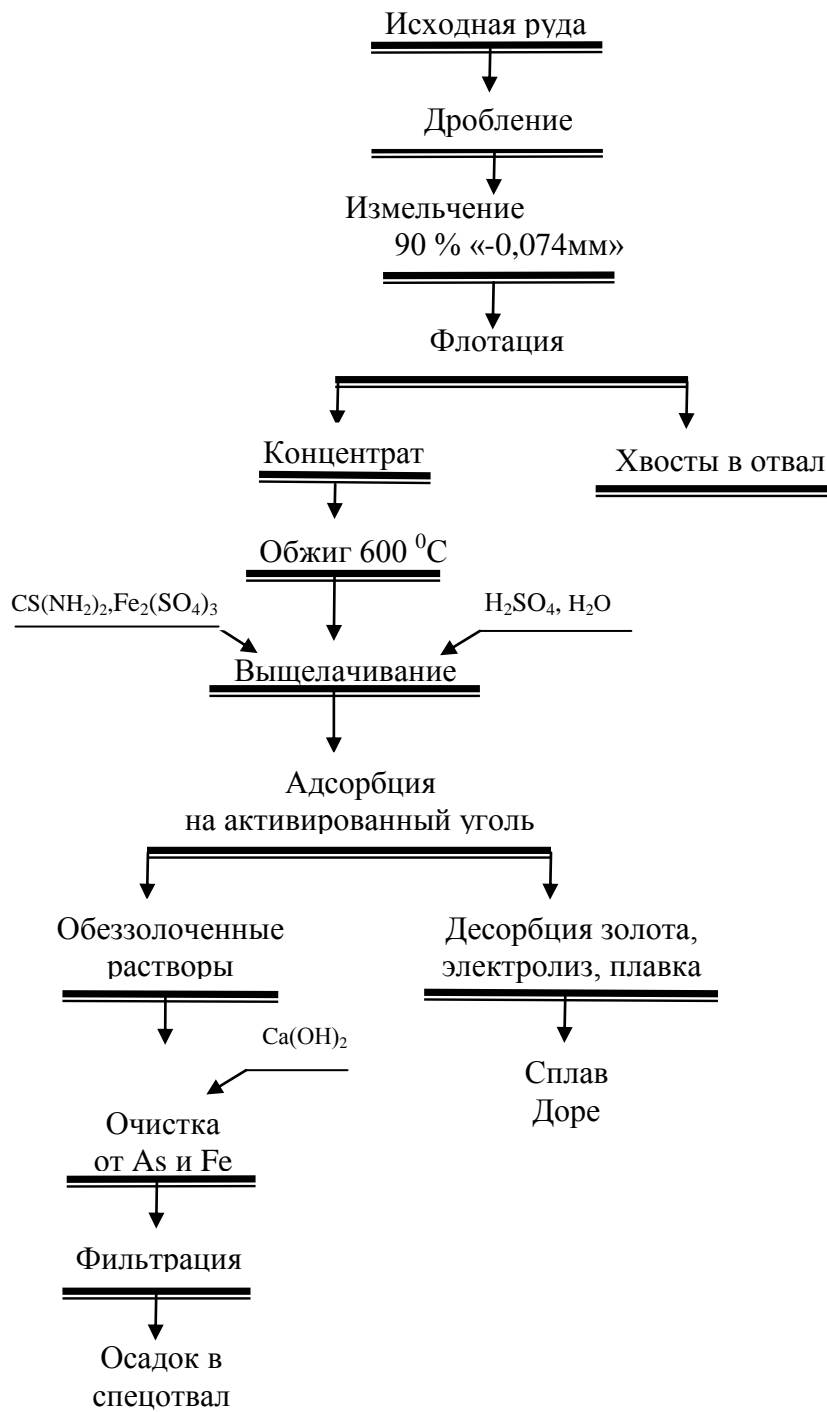 Исходная руда
Дробление
Измельчение
90 % «-0,074мм»
Флотация
Концентрат
Хвосты в отвал
Обжиг 600 ⁰С
CS(NH₂)₂,Fe₂(SO₄)₃
H₂SO₄, H₂O
Выщелачивание
Адсорбция
на активированный уголь
Обеззолоченные
растворы
Десорбция золота,
электролиз, плавка
Ca(OH)₂
Сплав
Доре
Очистка
от As и Fe
Фильтрация
Осадок в
спецотвал